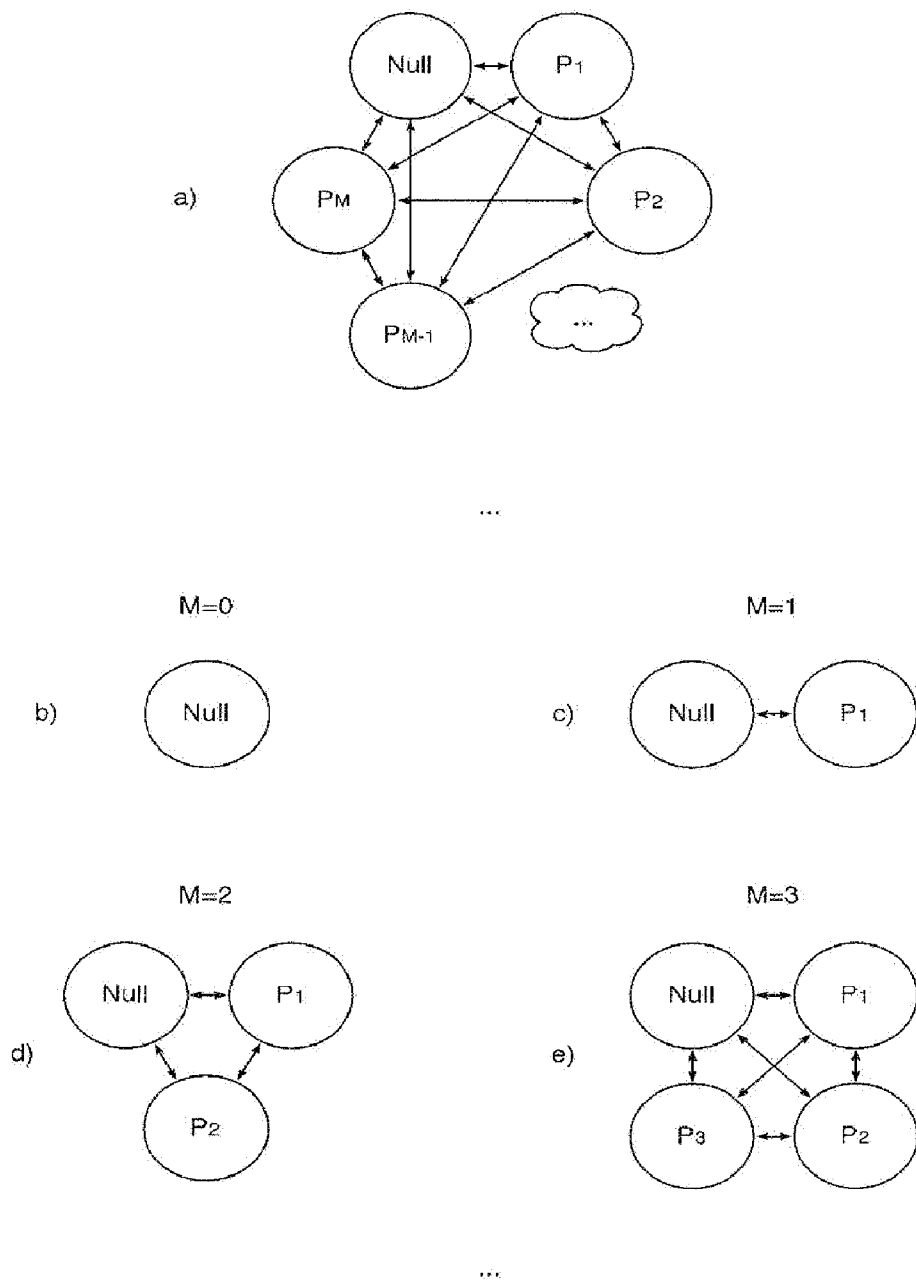 Null P1
a) PM P2
PM-1 ...
...
M=0 M=1
b) Null c) Null P1
M=2 M=3
Null P1 Null P1
d) e)
P2 P3 P2
...